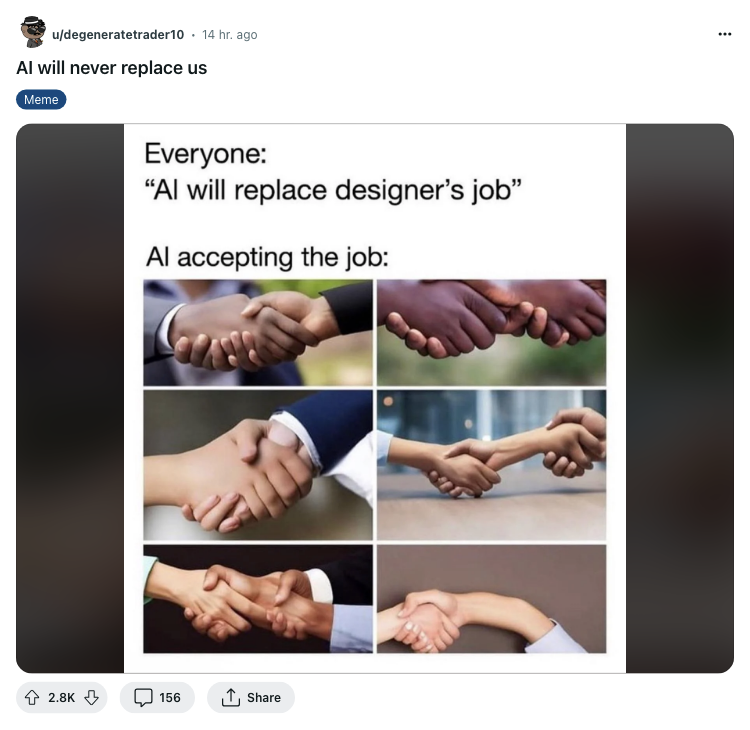 u/degeneratetrader10 • 14 hr. ago
AI will never replace us
Meme
Everyone:
“AI will replace designer’s job”
AI accepting the job:
2.8K
156
Share